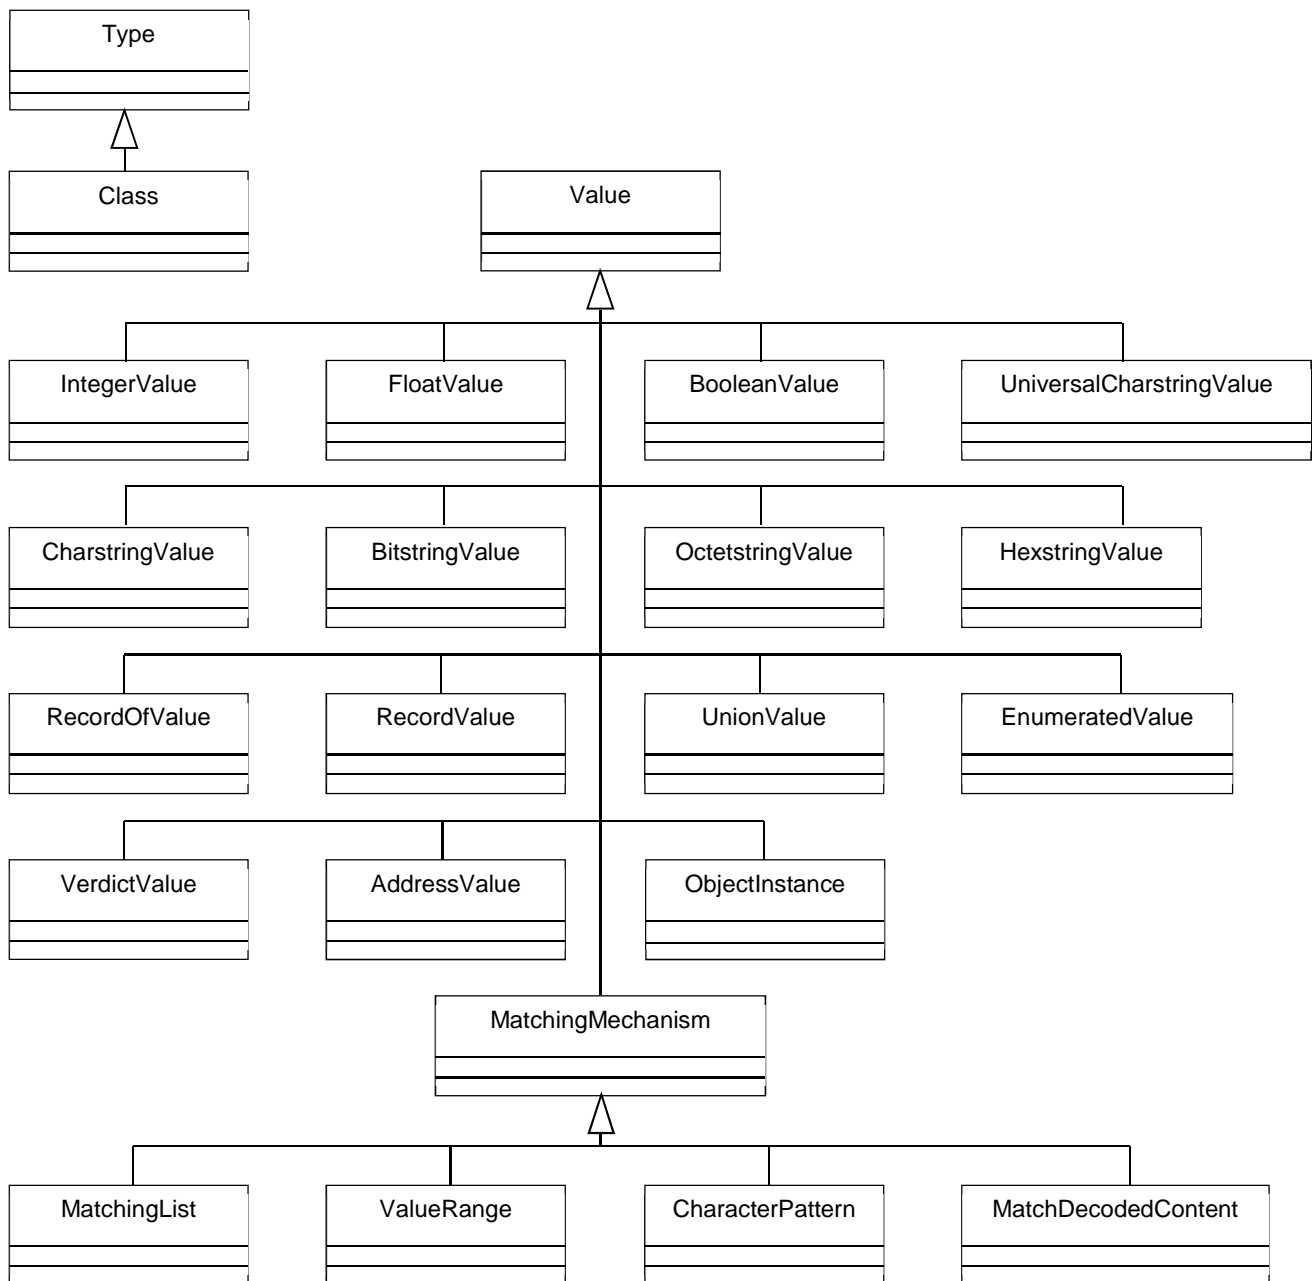 Type
Class
Value
IntegerValue
FloatValue
BooleanValue
UniversalCharstringValue
CharstringValue
BitstringValue
OctetstringValue
HexstringValue
RecordOfValue
RecordValue
UnionValue
EnumeratedValue
VerdictValue
AddressValue
ObjectInstance
MatchingMechanism
MatchingList
ValueRange
CharacterPattern
MatchDecodedContent